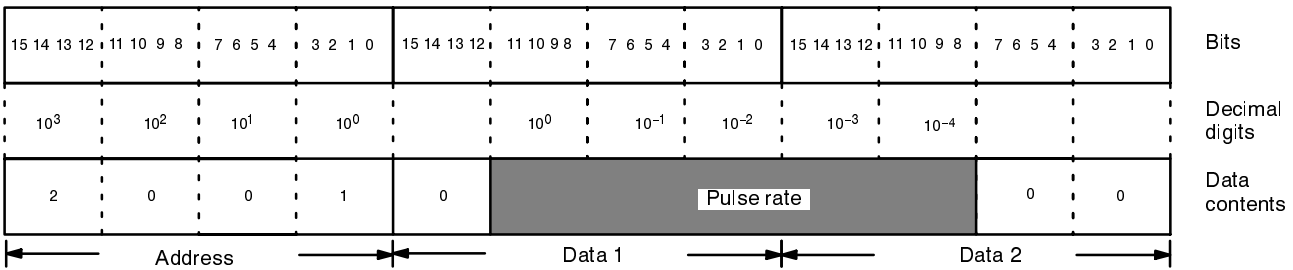 15 14 13 12 11 10 9 8 7 6 5 4 3 2 1 0 15 14 13 12 11 10 9 8 7 6 5 4 3 2 1 0 15 14 13 12 11 10 9 8 7 6 5 4 3 2 1 0 Bits
10³ 10² 10¹ 10⁰ 10⁰ 10⁻¹ 10⁻² 10⁻³ 10⁻⁴ Decimal
digits
2 0 0 1 0 Pulse rate 0 0 Data
contents
Address Data 1 Data 2